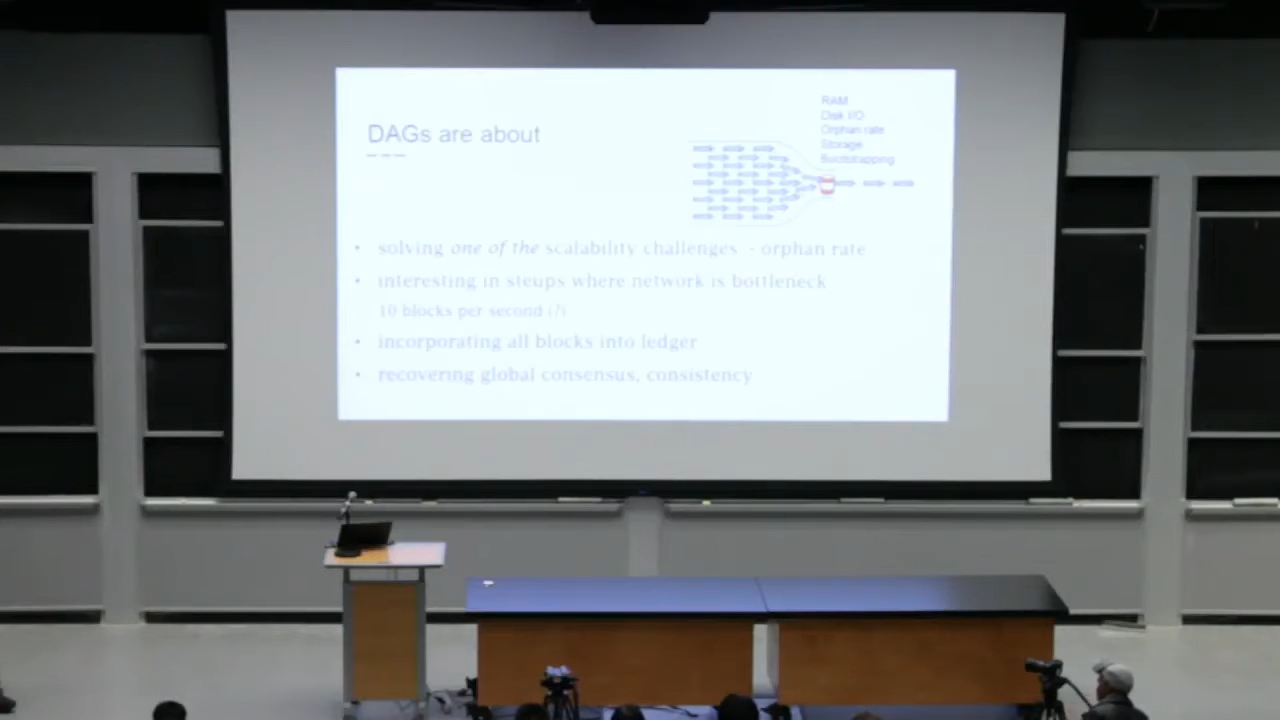 DAGs are about
RAM
Disk I/O
Orphan rate
Storage
Bootstrapping
• solving one of the scalability challenges - orphan rate
• interesting in steups where network is bottleneck
10 blocks per second (?)
• incorporating all blocks into ledger
• recovering global consensus, consistency